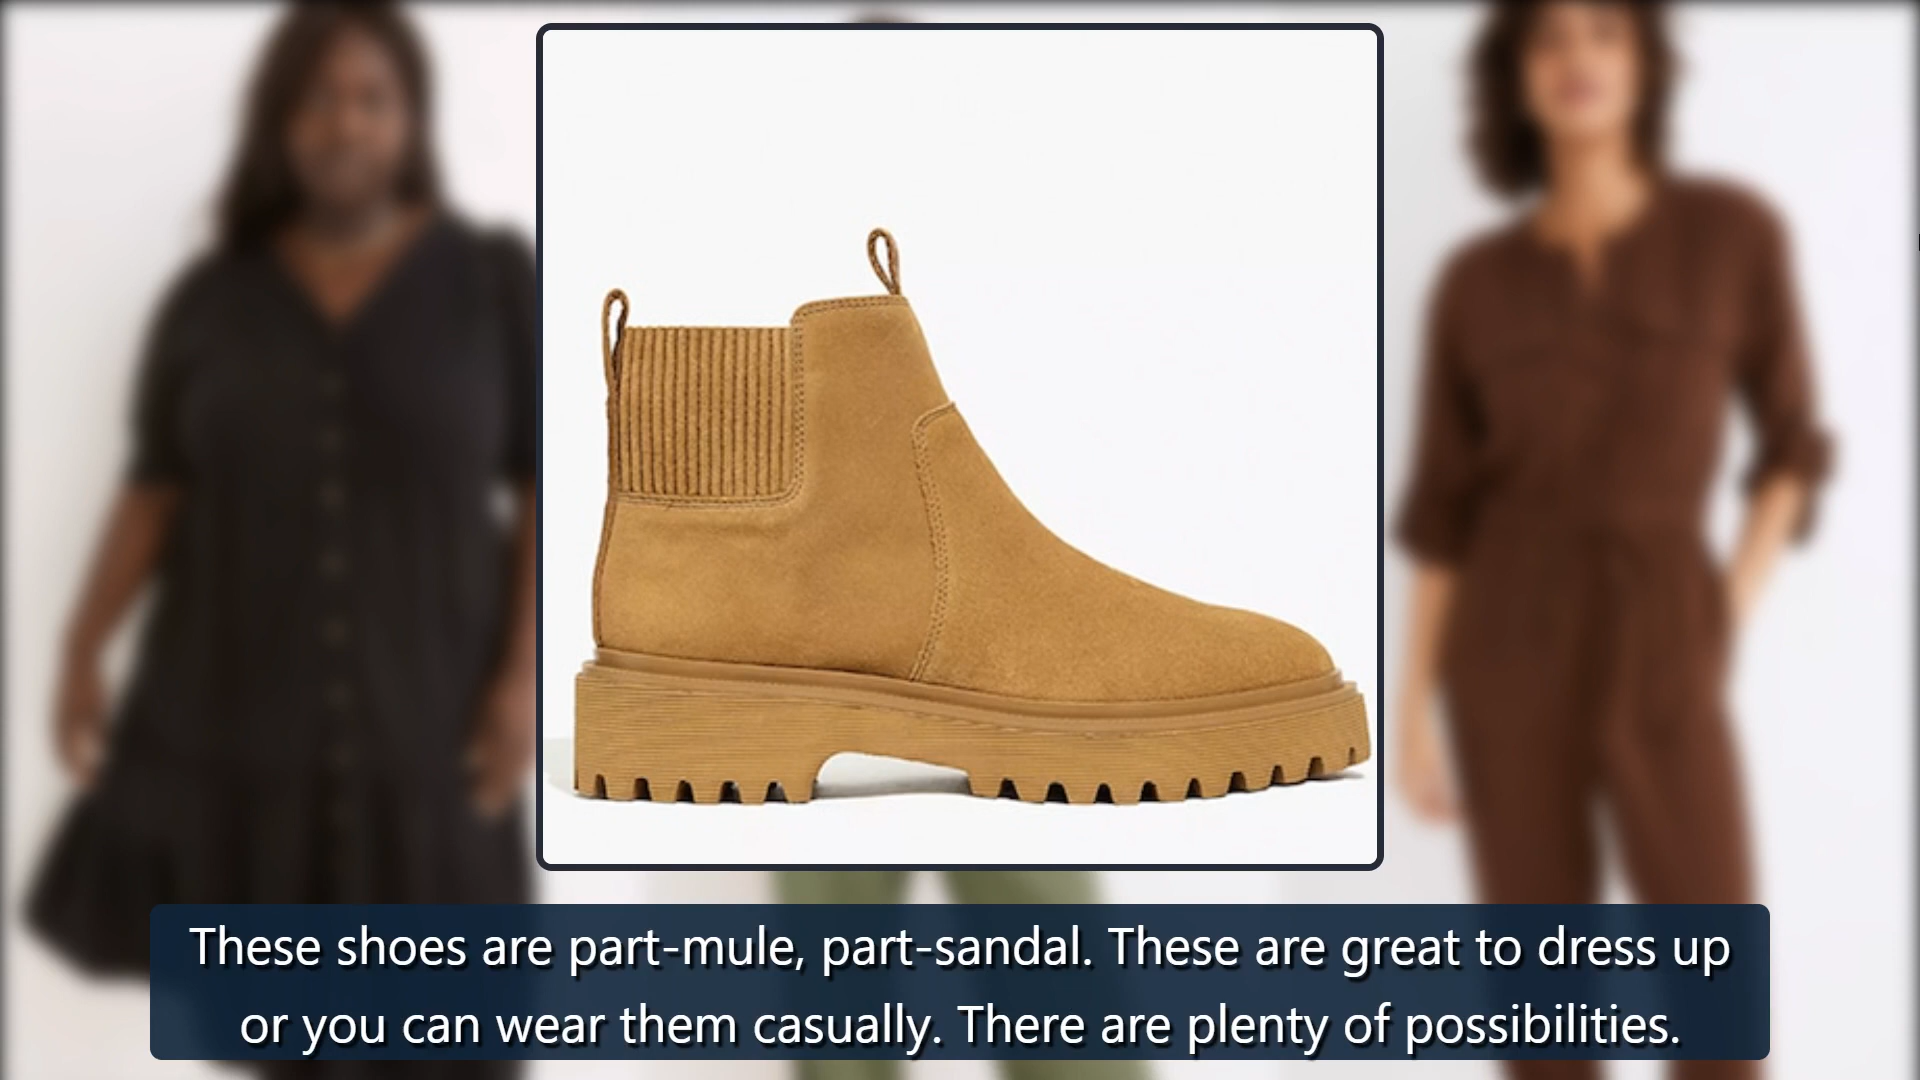 These shoes are part-mule, part-sandal. These are great to dress up
or you can wear them casually. There are plenty of possibilities.